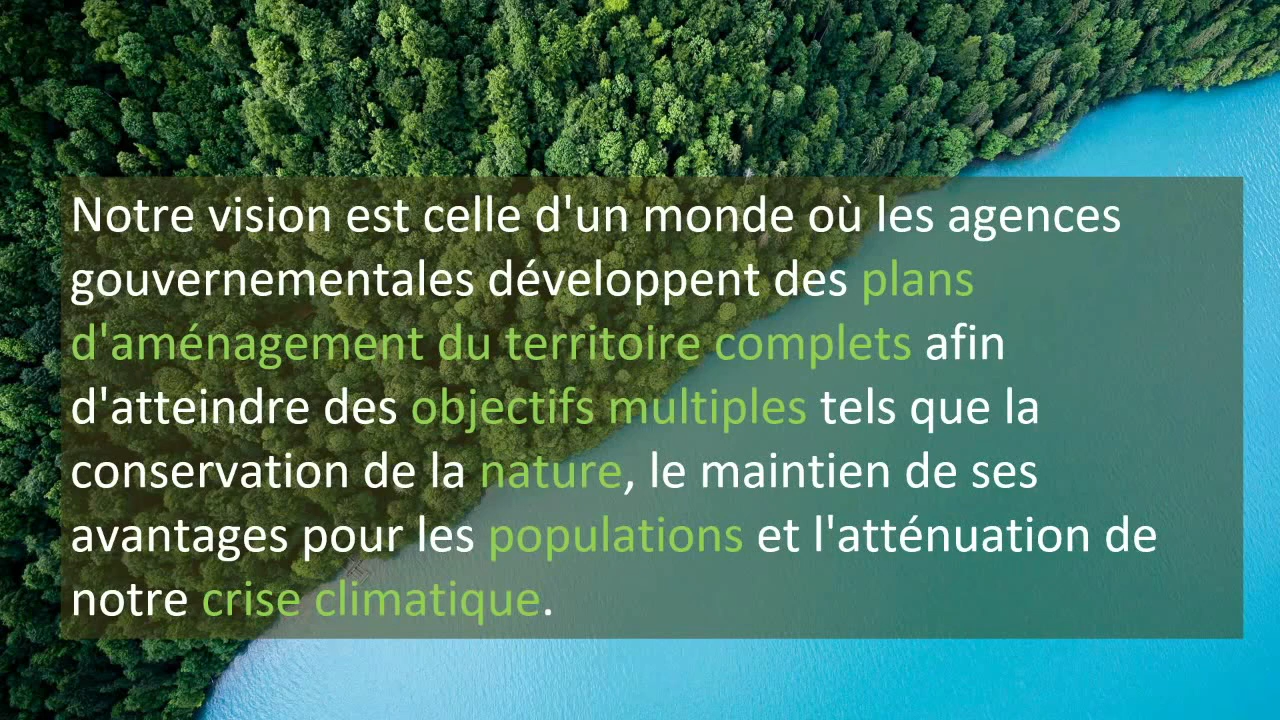 Notre vision est celle d'un monde où les agences
gouvernementales développent des plans
d'aménagement du territoire complets afin
d'atteindre des objectifs multiples tels que la
conservation de la nature, le maintien de ses
avantages pour les populations et l'atténuation de
notre crise climatique.